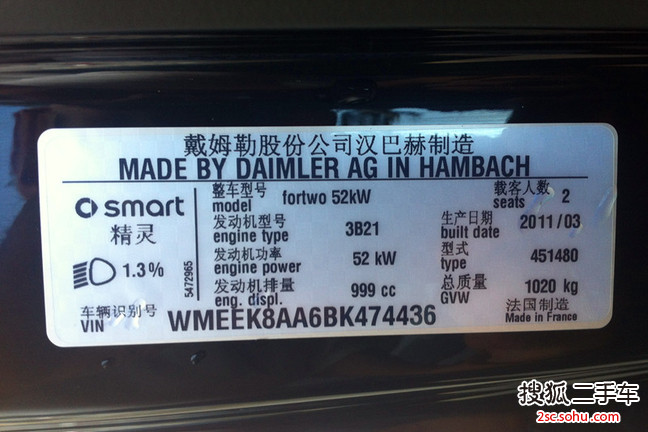 戴姆勒股份公司汉巴赫制造
MADE BY DAIMLER AG IN HAMBACH
smart
精灵
1.3%
5472965
整车型号 fortwo 52kW 载客人数 2
model seats
发动机型号 3B21 生产日期 2011/03
engine type built date
发动机功率 52 kW 型式 451480
engine power type
发动机排量 999 cc 总质量 1020 kg
eng. displ. GVW
车辆识别号 WMEEK8AA6BK474436 法国制造
VIN Made in France
搜狐二手车
2sc.sohu.com